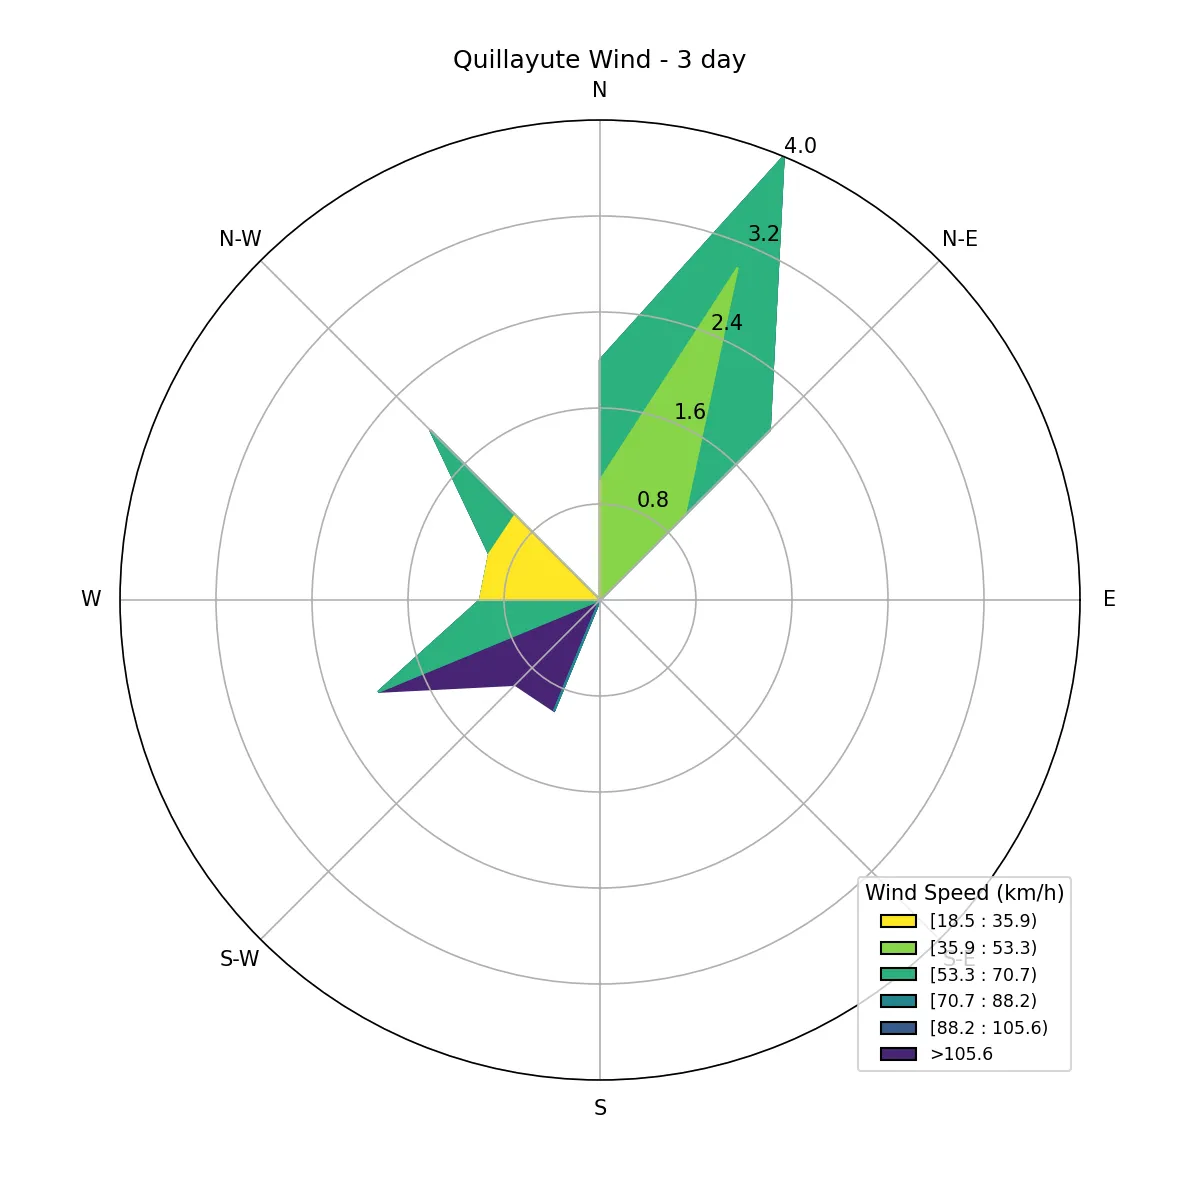 Quillayute Wind - 3 day
N
4.0
3.2
N-W
N-E
2.4
1.6
0.8
W
E
S-W
S-E
Wind Speed (km/h)
[18.5 : 35.9)
[35.9 : 53.3)
[53.3 : 70.7)
[70.7 : 88.2)
[88.2 : 105.6)
>105.6
S